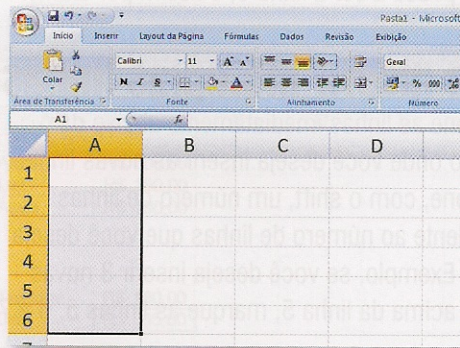 Pasta1 - Microsoft
Início Inserir Layout da Página Fórmulas Dados Revisão Exibição
Calibri 11 A A Geral
Colar N I S A % 000
Área de Transferência Fonte Alinhamento Número
A1 fx
A B C D
1
2
3
4
5
6
7